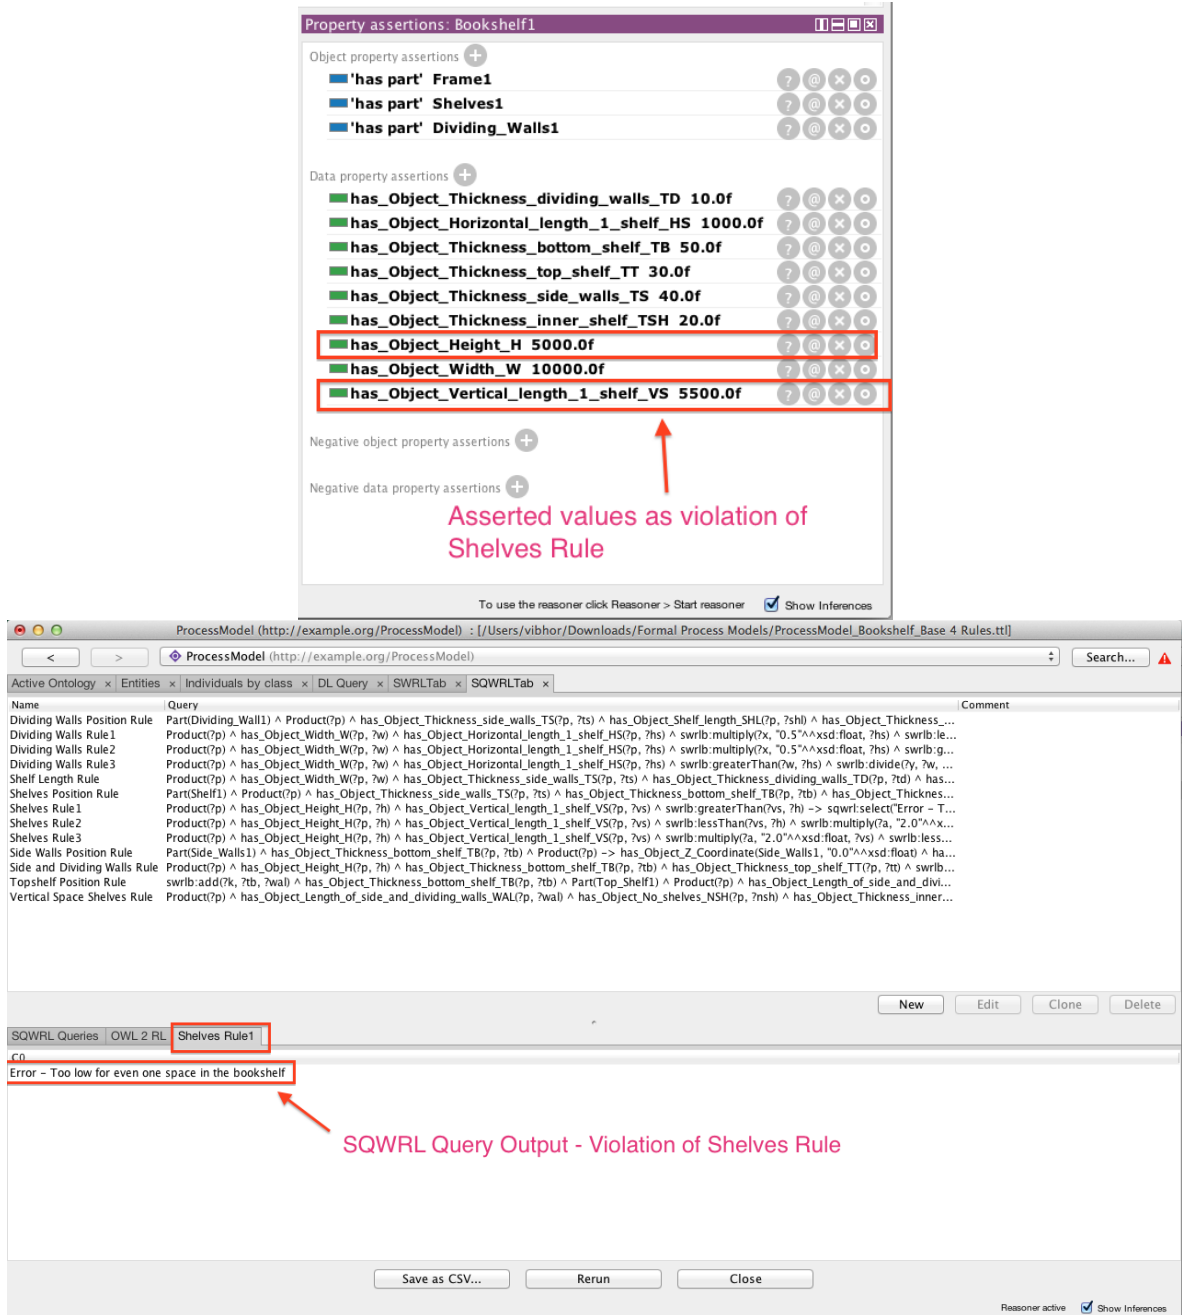 Property assertions: Bookshelf1
Object property assertions
'has part' Frame1
'has part' Shelves1
'has part' Dividing_Walls1
Data property assertions
has_Object_Thickness_dividing_walls_TD 10.0f
has_Object_Horizontal_length_1_shelf_HS 1000.0f
has_Object_Thickness_bottom_shelf_TB 50.0f
has_Object_Thickness_top_shelf_TT 30.0f
has_Object_Thickness_side_walls_TS 40.0f
has_Object_Thickness_inner_shelf_TSH 20.0f
has_Object_Height_H 5000.0f
has_Object_Width_W 10000.0f
has_Object_Vertical_length_1_shelf_VS 5500.0f
Negative object property assertions
Negative data property assertions
Asserted values as violation of
Shelves Rule
To use the reasoner click Reasoner > Start reasoner Show Inferences
ProcessModel (http://example.org/ProcessModel) : [/Users/vibhor/Downloads/Formal Process Models/ProcessModel_Bookshelf_Base 4 Rules.ttl]
< > ProcessModel (http://example.org/ProcessModel) Search...
Active Ontology × Entities × Individuals by class × DL Query × SWRLTab × SQWRLTab ×
Name Query Comment
Dividing Walls Position Rule Part(Dividing_Wall1) ^ Product(?p) ^ has_Object_Thickness_side_walls_TS(?p, ?ts) ^ has_Object_Shelf_length_SHL(?p, ?shl) ^ has_Object_Thickness_...
Dividing Walls Rule1 Product(?p) ^ has_Object_Width_W(?p, ?w) ^ has_Object_Horizontal_length_1_shelf_HS(?p, ?hs) ^ swrlb:multiply(?x, "0.5"^^xsd:float, ?hs) ^ swrlb:le...
Dividing Walls Rule2 Product(?p) ^ has_Object_Width_W(?p, ?w) ^ has_Object_Horizontal_length_1_shelf_HS(?p, ?hs) ^ swrlb:multiply(?x, "0.5"^^xsd:float, ?hs) ^ swrlb:g...
Dividing Walls Rule3 Product(?p) ^ has_Object_Width_W(?p, ?w) ^ has_Object_Horizontal_length_1_shelf_HS(?p, ?hs) ^ swrlb:greaterThan(?w, ?hs) ^ swrlb:divide(?y, ?w, ...
Shelf Length Rule Product(?p) ^ has_Object_Width_W(?p, ?w) ^ has_Object_Thickness_side_walls_TS(?p, ?ts) ^ has_Object_Thickness_dividing_walls_TD(?p, ?td) ^ has...
Shelves Position Rule Part(Shelf1) ^ Product(?p) ^ has_Object_Thickness_side_walls_TS(?p, ?ts) ^ has_Object_Thickness_bottom_shelf_TB(?p, ?tb) ^ has_Object_Thicknes...
Shelves Rule1 Product(?p) ^ has_Object_Height_H(?p, ?h) ^ has_Object_Vertical_length_1_shelf_VS(?p, ?vs) ^ swrlb:greaterThan(?vs, ?h) -> sqwrl:select("Error - T...
Shelves Rule2 Product(?p) ^ has_Object_Height_H(?p, ?h) ^ has_Object_Vertical_length_1_shelf_VS(?p, ?vs) ^ swrlb:lessThan(?vs, ?h) ^ swrlb:multiply(?a, "2.0"^^x...
Shelves Rule3 Product(?p) ^ has_Object_Height_H(?p, ?h) ^ has_Object_Vertical_length_1_shelf_VS(?p, ?vs) ^ swrlb:multiply(?a, "2.0"^^xsd:float, ?vs) ^ swrlb:less...
Side Walls Position Rule Part(Side_Walls1) ^ has_Object_Thickness_bottom_shelf_TB(?p, ?tb) ^ Product(?p) -> has_Object_Z_Coordinate(Side_Walls1, "0.0"^^xsd:float) ^ ha...
Side and Dividing Walls Rule Product(?p) ^ has_Object_Height_H(?p, ?h) ^ has_Object_Thickness_bottom_shelf_TB(?p, ?tb) ^ has_Object_Thickness_top_shelf_TT(?p, ?tt) ^ swrlb...
Topshelf Position Rule swrlb:add(?k, ?tb, ?wal) ^ has_Object_Thickness_bottom_shelf_TB(?p, ?tb) ^ Part(Top_Shelf1) ^ Product(?p) ^ has_Object_Length_of_side_and_divi...
Vertical Space Shelves Rule Product(?p) ^ has_Object_Length_of_side_and_dividing_walls_WAL(?p, ?wal) ^ has_Object_No_shelves_NSH(?p, ?nsh) ^ has_Object_Thickness_inner...
New Edit Clone Delete
SQWRL Queries OWL 2 RL Shelves Rule1
C0
Error - Too low for even one space in the bookshelf
SQWRL Query Output - Violation of Shelves Rule
Save as CSV... Rerun Close
Reasoner active Show Inferences